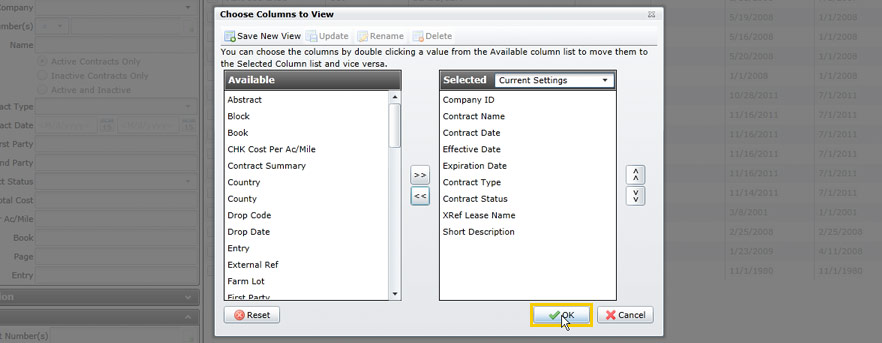 Company
Choose Columns to View
Save New View Update Rename Delete
You can choose the columns by double clicking a value from the Available column list to move them to
the Selected Column list and vice versa.
Available
Abstract
Block
Book
CHK Cost Per Ac/Mile
Contract Summary
Country
County
Drop Code
Drop Date
Entry
External Ref
Farm Lot
First Party
>>
<<
Selected Current Settings
Company ID
Contract Name
Contract Date
Effective Date
Expiration Date
Contract Type
Contract Status
XRef Lease Name
Short Description
Reset
OK
Cancel
umber(s)
Name
Active Contracts Only
Inactive Contracts Only
Active and Inactive
act Type
act Date
irst Party
nd Party
ct Status
otal Cost
er Ac/Mile
Book
Page
Entry
ion
t Number(s)
5/19/2008 1/1/2008
5/16/2008 1/1/2008
5/20/2008 1/1/2008
1/1/2008 1/1/2008
10/28/2011 7/1/2011
11/16/2011 7/1/2011
11/16/2011 7/1/2011
11/16/2011 7/1/2011
11/16/2011 7/1/2011
11/14/2011 7/1/2011
3/8/2001 1/1/2001
2/25/2008 2/25/2008
1/23/2009 4/11/2008
11/1/1980 11/1/1980